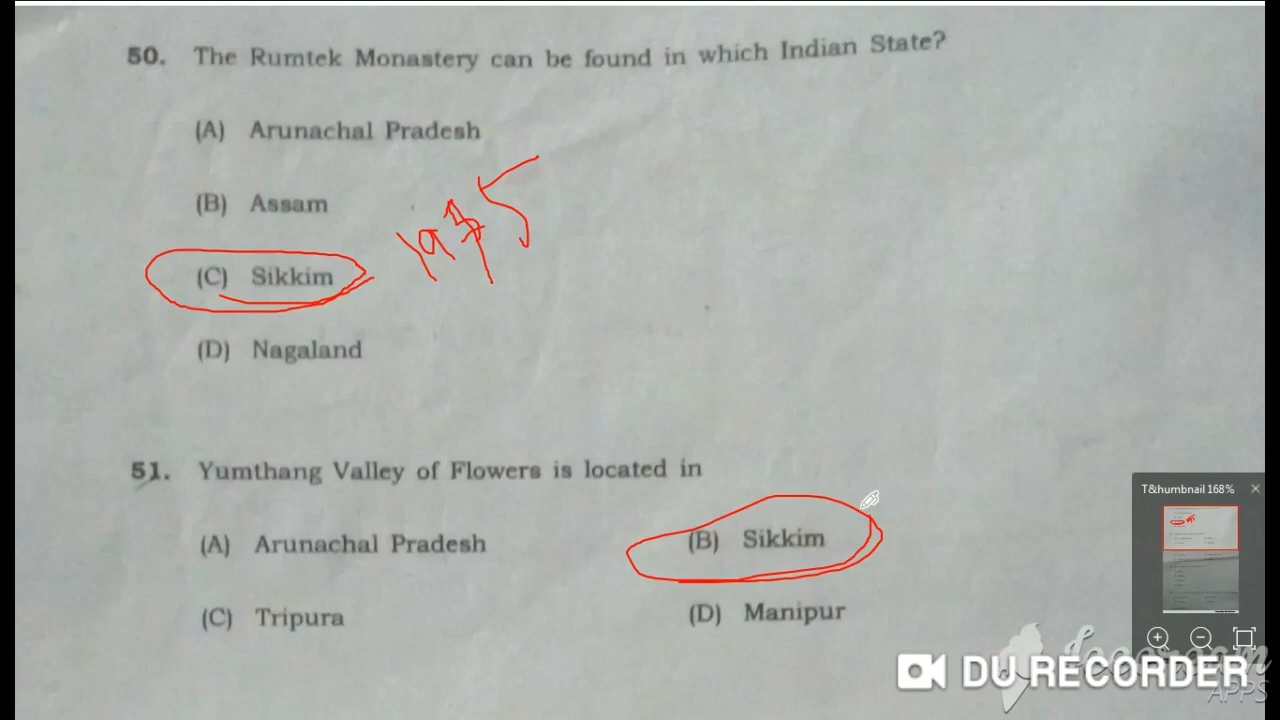 50. The Rumtek Monastery can be found in which Indian State?
(A) Arunachal Pradesh
(B) Assam
(C) Sikkim
1975
(D) Nagaland
51. Yumthang Valley of Flowers is located in
(A) Arunachal Pradesh (B) Sikkim
(C) Tripura (D) Manipur
T&humbnail 168%
DU RECORDER
APPS